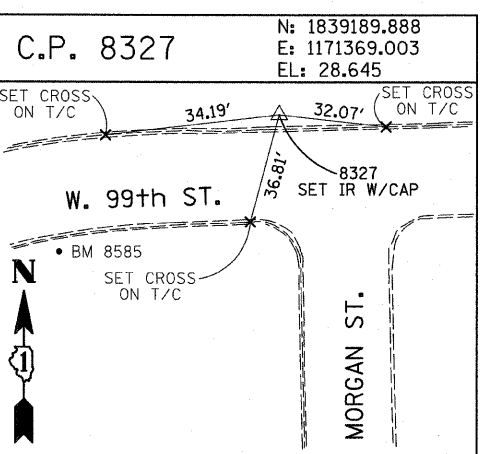 C.P. 8327
N: 1839189.888
E: 1171369.003
EL: 28.645
SET CROSS
ON T/C
34.19'
32.07'
SET CROSS
ON T/C
36.81'
8327
SET IR W/CAP
W. 99th ST.
BM 8585
SET CROSS
ON T/C
N
1
MORGAN ST.